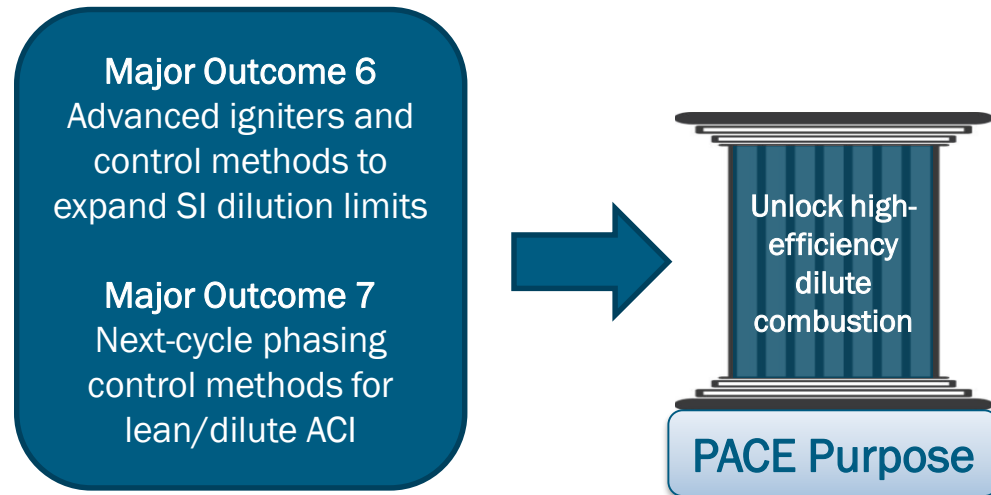 Major Outcome 6
Advanced igniters and
control methods to
expand SI dilution limits
Major Outcome 7
Next-cycle phasing
control methods for
lean/dilute ACI
Unlock high-
efficiency
dilute
combustion
PACE Purpose